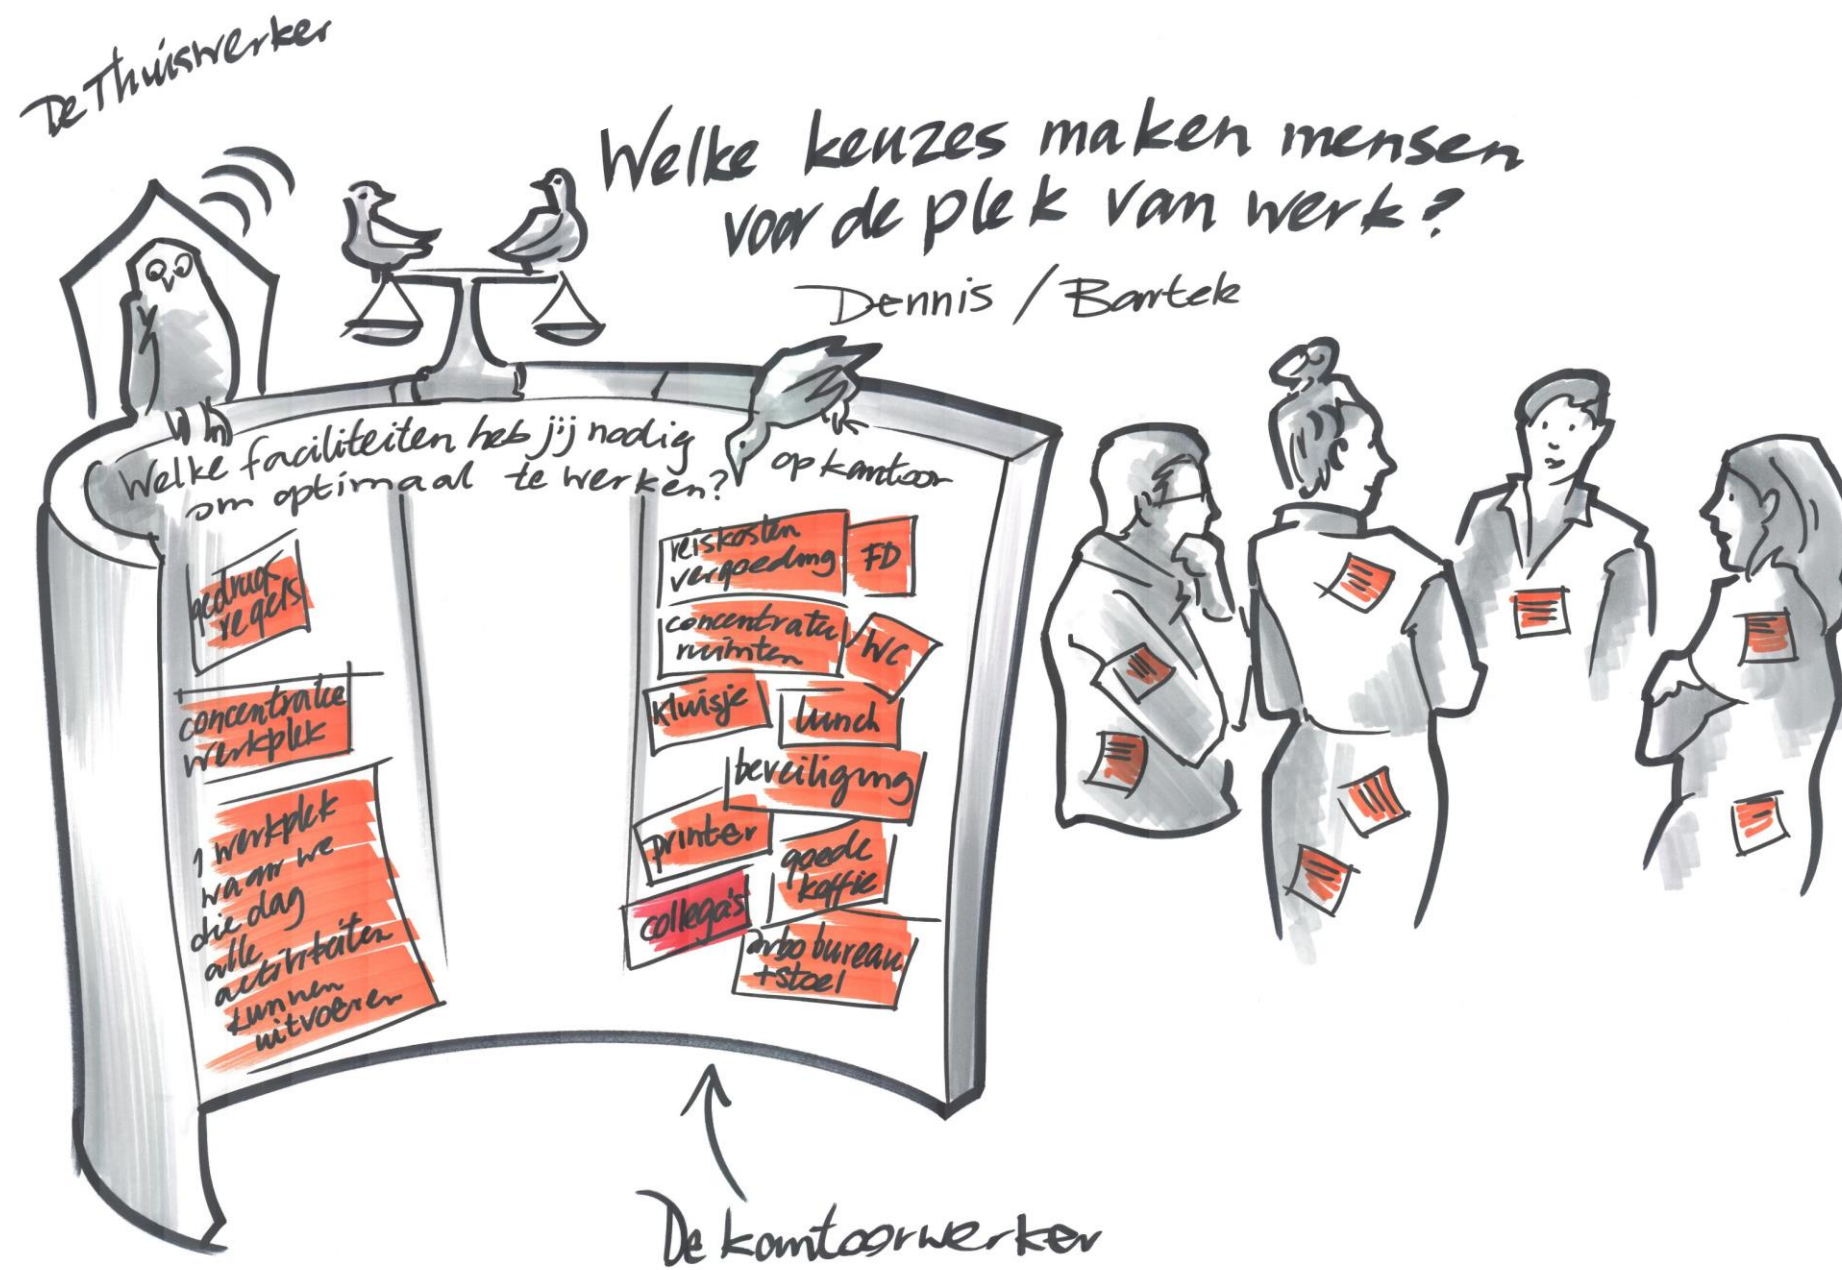 De Thuiswerker
Welke keuzes maken mensen
voor de plek van werk?
Dennis / Bartek
Welke faciliteiten heb jij nodig
om optimaal te werken?
op kantoor
gedrags
regels
concentratie
werkplek
1 werkplek
waar we
die dag
alle
activiteiten
kunnen
uitvoeren
reiskosten
vergoeding
FD
concentratie
ruimten
WC
kluisje
lunch
beveiliging
printer
goede
koffie
collega's
arbo bureau
+ stoel
De kantoorwerker